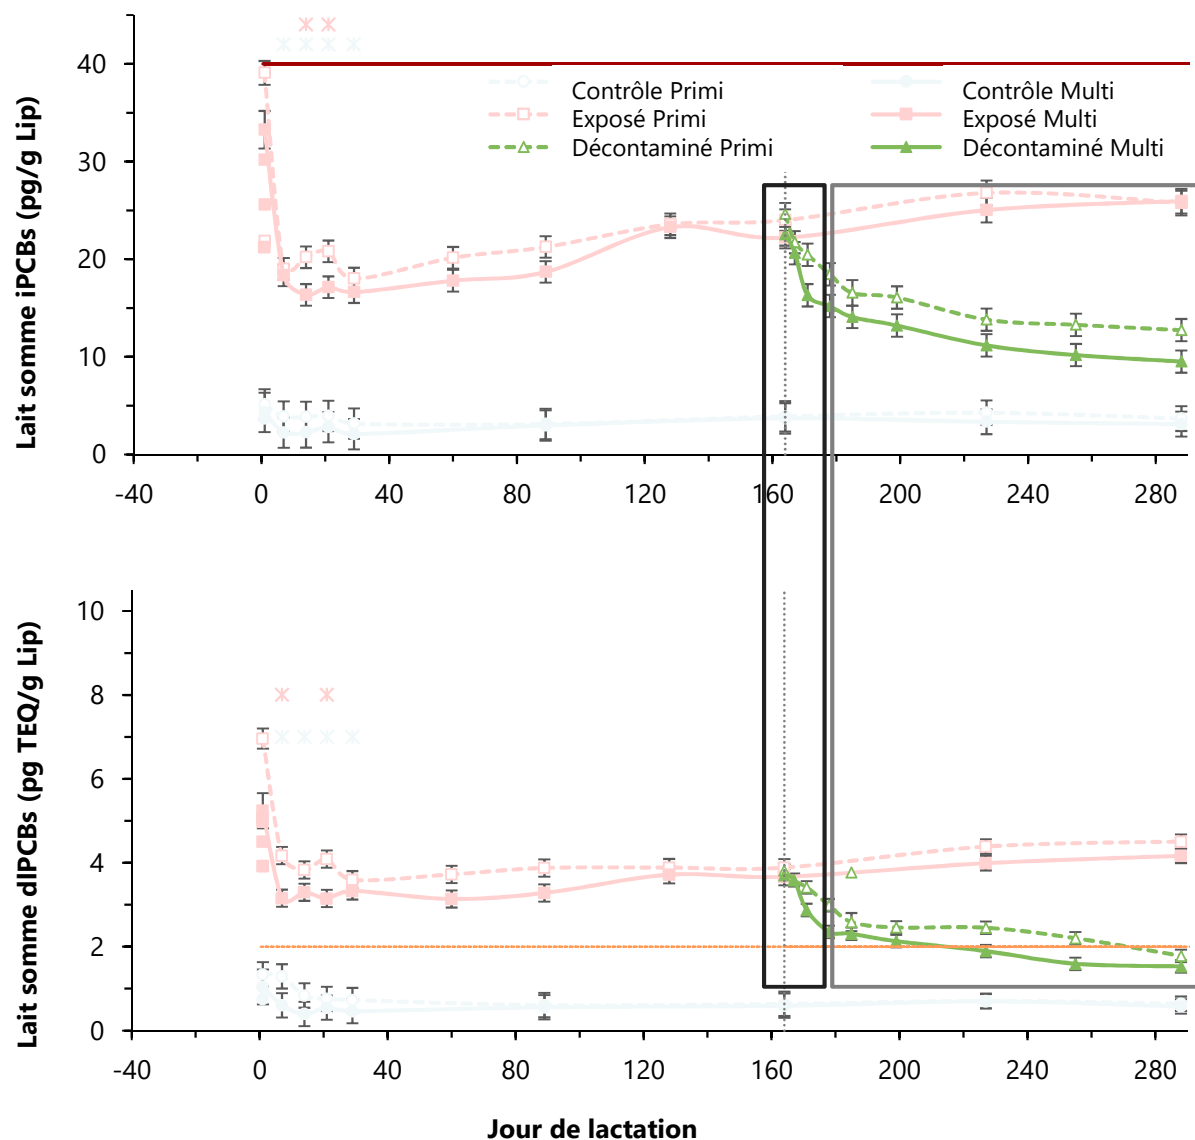 Lait somme iPCBs (pg/g Lip)
40
30
20
10
0
Contrôle Primi
Contrôle Multi
Exposé Primi
Exposé Multi
Décontaminé Primi
Décontaminé Multi
-40 0 40 80 120 160 200 240 280
Lait somme dlPCBs (pg TEQ/g Lip)
10
8
6
4
2
0
-40 0 40 80 120 160 200 240 280
Jour de lactation